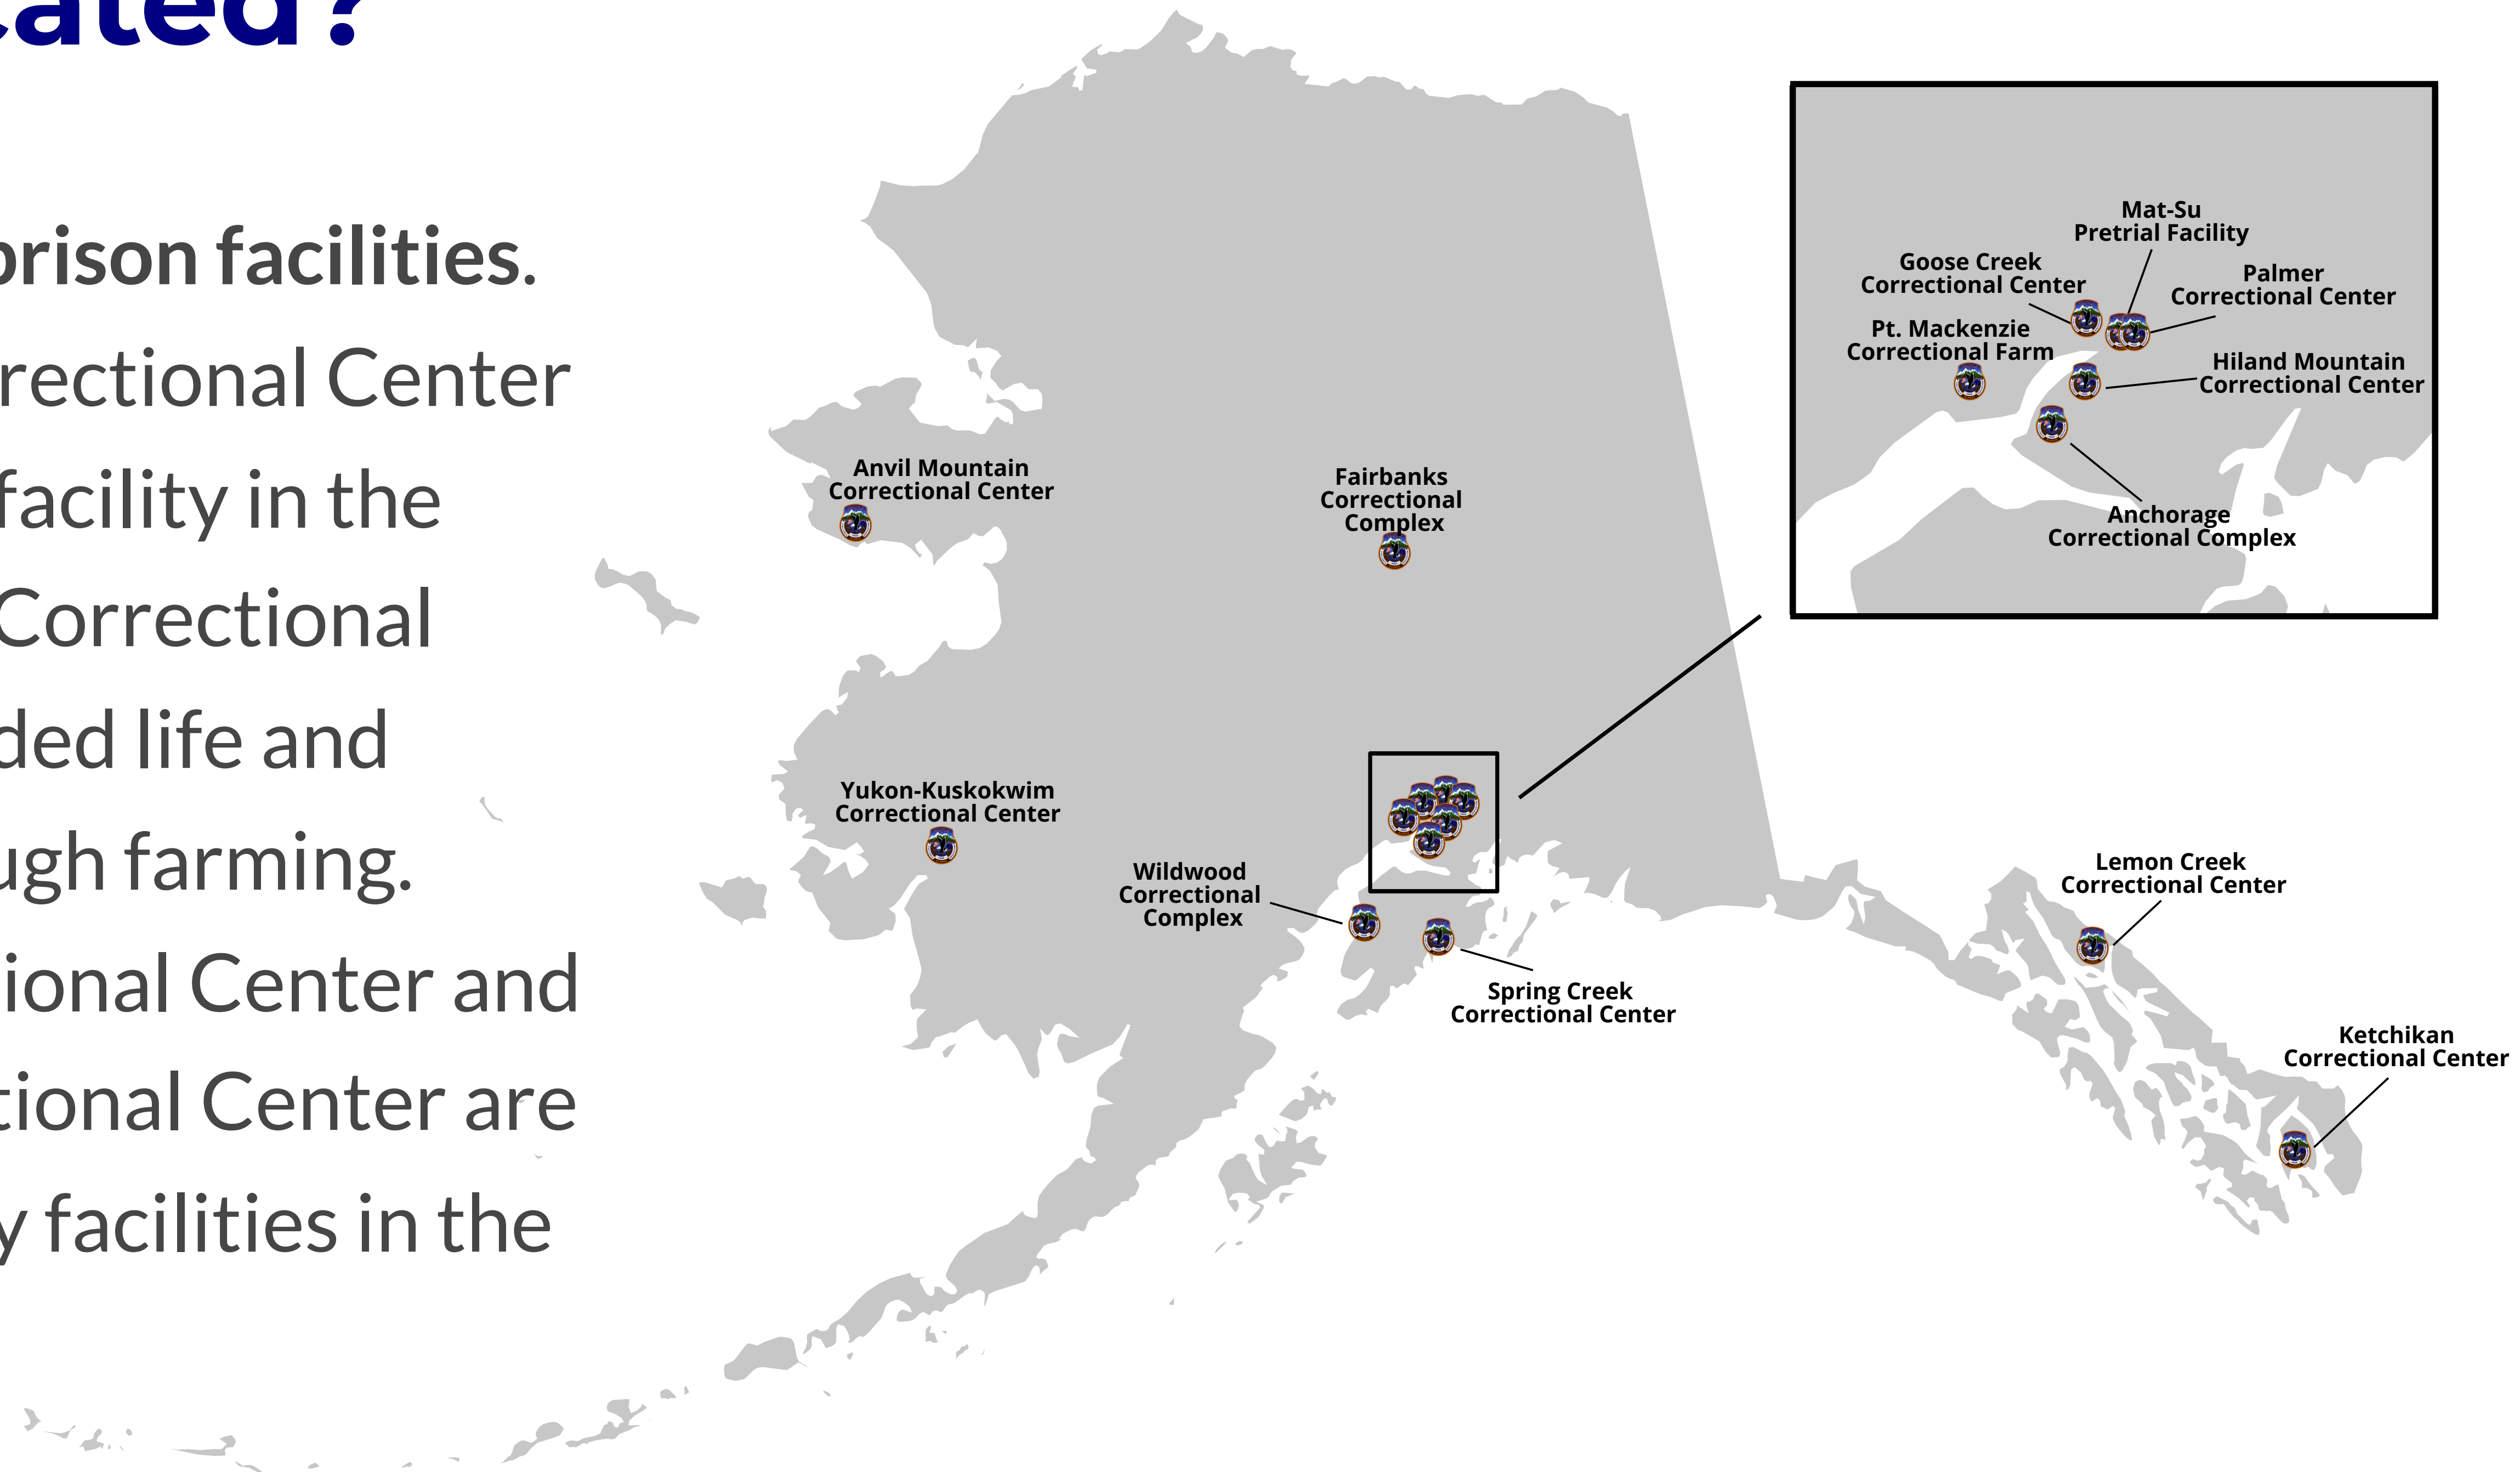 cated?
prison facilities.
rrectional Center
facility in the
Correctional
ded life and
ugh farming.
tional Center and
tional Center are
y facilities in the
Anvil Mountain
Correctional Center
Fairbanks
Correctional
Complex
Yukon-Kuskokwim
Correctional Center
Wildwood
Correctional
Complex
Spring Creek
Correctional Center
Lemon Creek
Correctional Center
Ketchikan
Correctional Center
Mat-Su
Pretrial Facility
Goose Creek
Correctional Center
Palmer
Correctional Center
Pt. Mackenzie
Correctional Farm
Hiland Mountain
Correctional Center
Anchorage
Correctional Complex